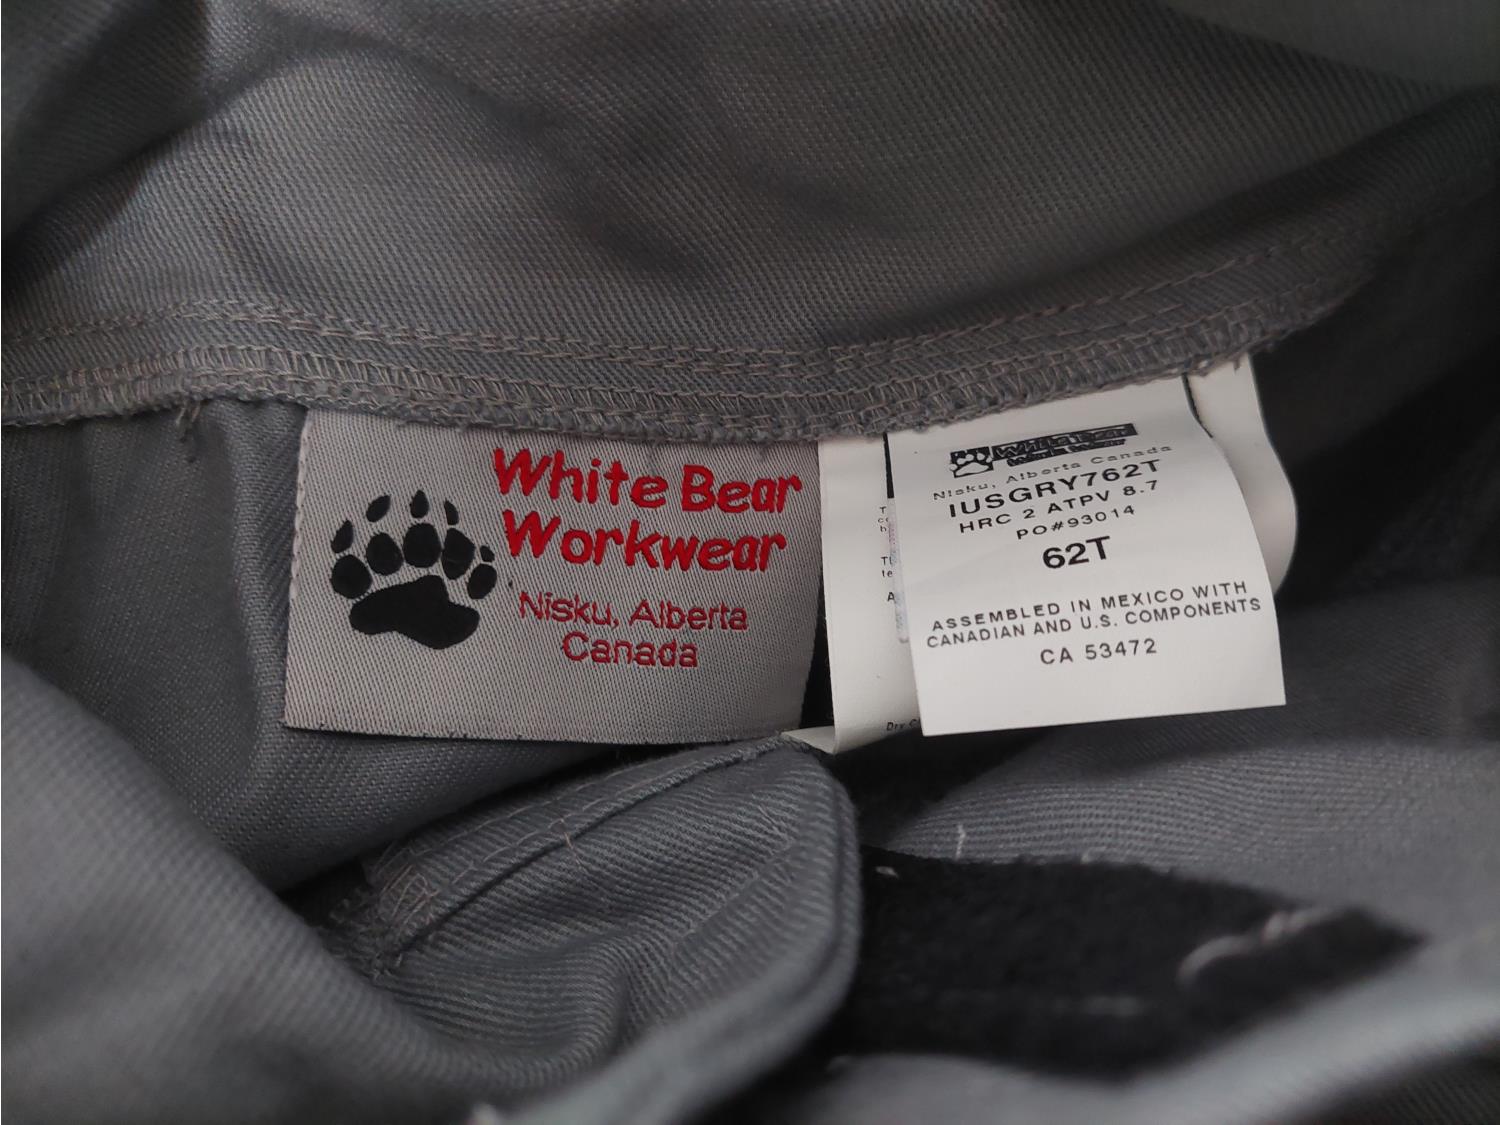 White Bear
Workwear
Nisku, Alberta
Canada
Nisku, Alberta Canada
IUSGRY762T
HRC 2 ATPV 8.7
PO#93014
62T
ASSEMBLED IN MEXICO WITH
CANADIAN AND U.S. COMPONENTS
CA 53472
Dry